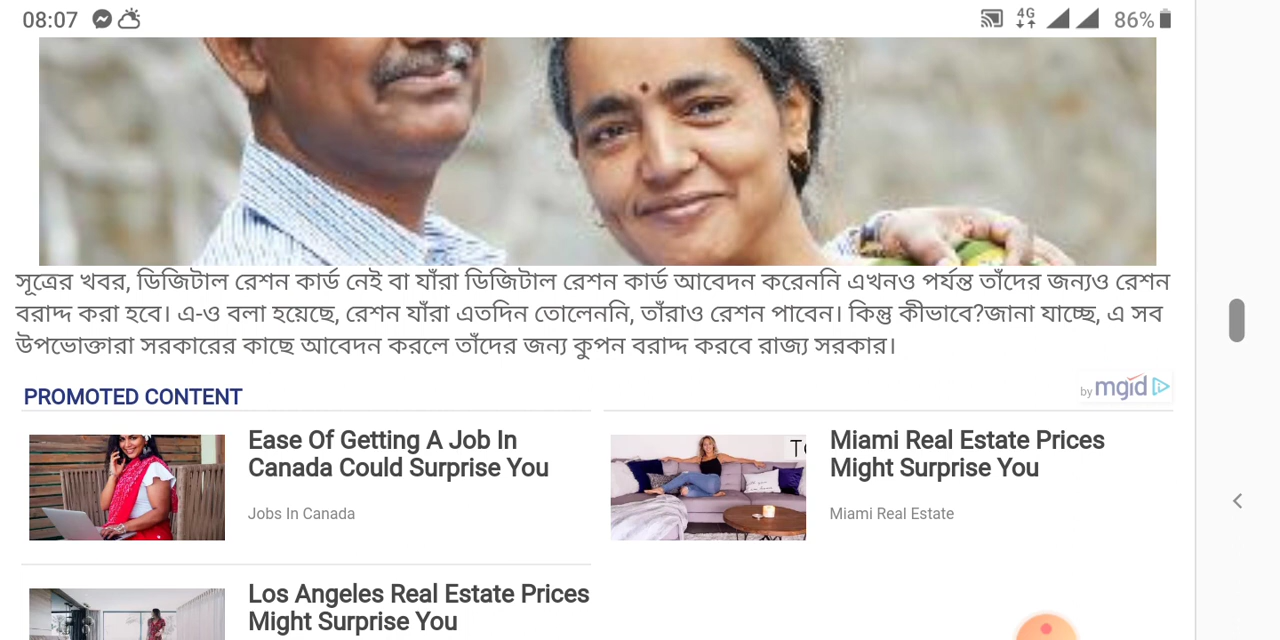 08:07
4G
86%
সূত্রের খবর, ডিজিটাল রেশন কার্ড নেই বা যাঁরা ডিজিটাল রেশন কার্ড আবেদন করেননি এখনও পর্যন্ত তাঁদের জন্যও রেশন
বরাদ্দ করা হবে। এ-ও বলা হয়েছে, রেশন যাঁরা এতদিন তোলেননি, তাঁরাও রেশন পাবেন। কিন্তু কীভাবে?জানা যাচ্ছে, এ সব
উপভোক্তারা সরকারের কাছে আবেদন করলে তাঁদের জন্য কুপন বরাদ্দ করবে রাজ্য সরকার।
PROMOTED CONTENT
by mgid
Ease Of Getting A Job In
Canada Could Surprise You
Jobs In Canada
Miami Real Estate Prices
Might Surprise You
Miami Real Estate
Los Angeles Real Estate Prices
Might Surprise You